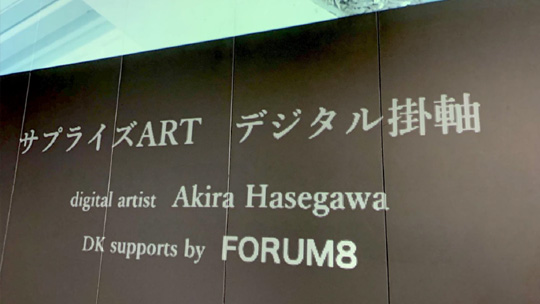 サプライズART デジタル掛軸
digital artist Akira Hasegawa
DK supports by FORUM8